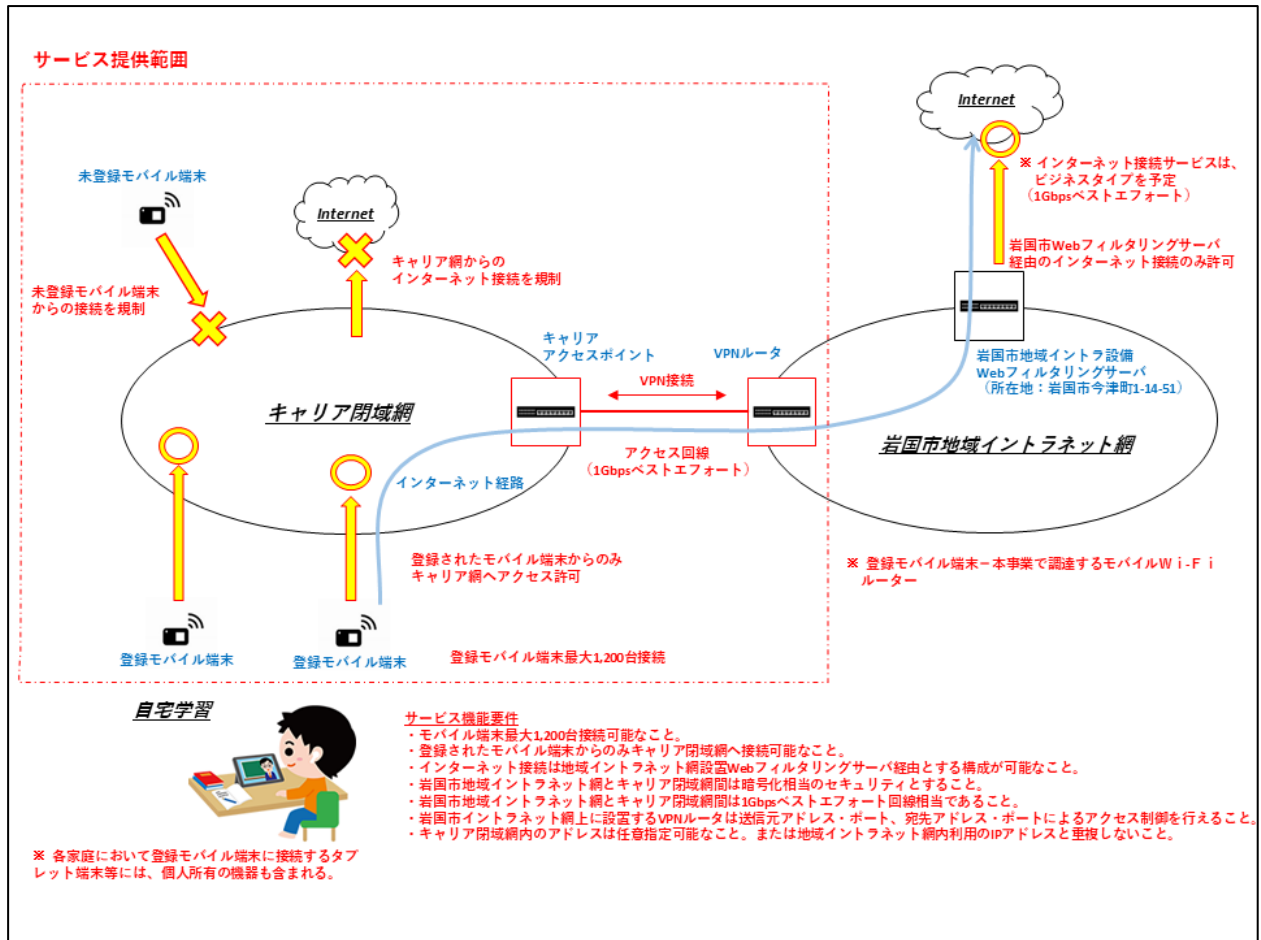 サービス提供範囲
未登録モバイル端末
Internet
キャリア網からの
インターネット接続を規制
未登録モバイル端末
からの接続を規制
Internet
※ インターネット接続サービスは、
ビジネスタイプを予定
（1Gbpsベストエフォート）
岩国市Webフィルタリングサーバ
経由のインターネット接続のみ許可
キャリア
アクセスポイント
VPNルータ
VPN接続
岩国市地域イントラ設備
Webフィルタリングサーバ
（所在地：岩国市今津町1-14-51）
キャリア閉域網
岩国市地域イントラネット網
アクセス回線
（1Gbpsベストエフォート）
インターネット経路
登録されたモバイル端末からのみ
キャリア網へアクセス許可
※ 登録モバイル端末－本事業で調達するモバイルＷｉ-Ｆｉ
ルーター
登録モバイル端末
登録モバイル端末
登録モバイル端末最大1,200台接続
自宅学習
サービス機能要件
・モバイル端末最大1,200台接続可能なこと。
・登録されたモバイル端末からのみキャリア閉域網へ接続可能なこと。
・インターネット接続は地域イントラネット網設置Webフィルタリングサーバ経由とする構成が可能なこと。
・岩国市地域イントラネット網とキャリア閉域網間は暗号化相当のセキュリティとすること。
・岩国市地域イントラネット網とキャリア閉域網間は1Gbpsベストエフォート回線相当であること。
・岩国市イントラネット網上に設置するVPNルータは送信元アドレス・ポート、宛先アドレス・ポートによるアクセス制御を行えること。
・キャリア閉域網内のアドレスは任意指定可能なこと。または地域イントラネット網内利用のIPアドレスと重複しないこと。
※ 各家庭において登録モバイル端末に接続するタブ
レット端末等には、個人所有の機器も含まれる。